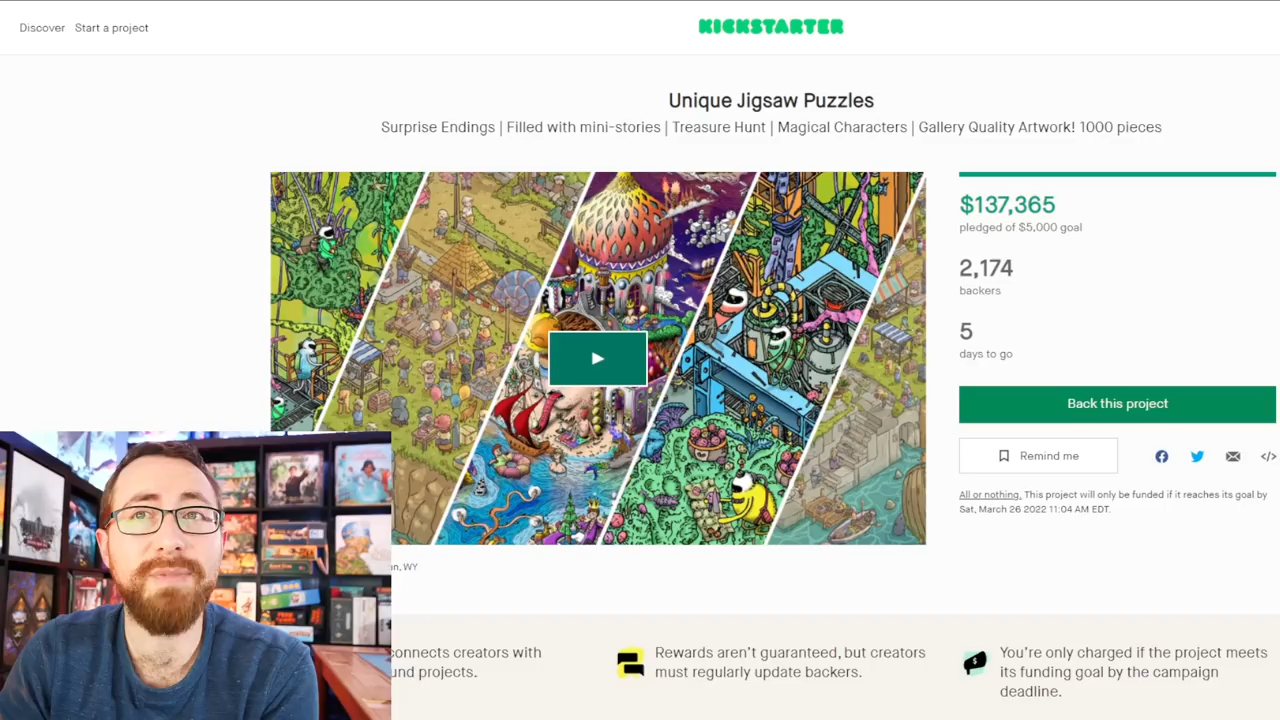 Discover Start a project
KICKSTARTER
Unique Jigsaw Puzzles
Surprise Endings | Filled with mini-stories | Treasure Hunt | Magical Characters | Gallery Quality Artwork! 1000 pieces
$137,365
pledged of $5,000 goal
2,174
backers
5
days to go
Back this project
Remind me
</>
All or nothing. This project will only be funded if it reaches its goal by
Sat, March 26 2022 11:04 AM EDT.
n, WY
onnects creators with
und projects.
Rewards aren't guaranteed, but creators
must regularly update backers.
You're only charged if the project meets
its funding goal by the campaign
deadline.